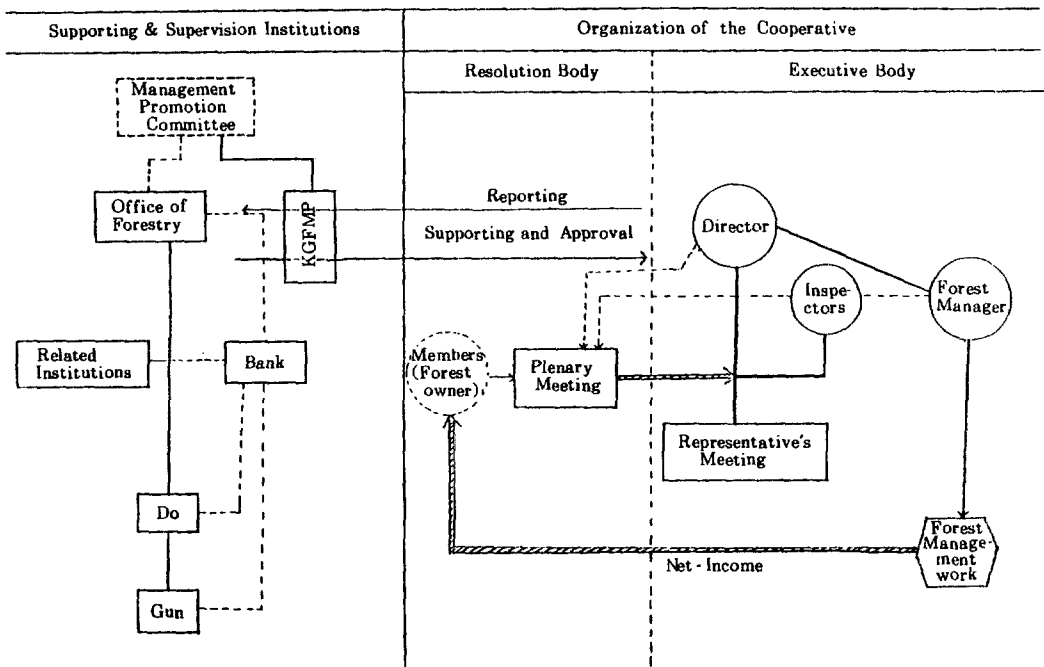 Supporting & Supervision Institutions
Organization of the Cooperative
Resolution Body
Executive Body
Management
Promotion
Committee
Office of
Forestry
KGFMP
Reporting
Supporting and Approval
Director
Inspe-
ctors
Forest
Manager
Related
Institutions
Bank
Members
(Forest
owner)
Plenary
Meeting
Representative's
Meeting
Do
Forest
Manage-
ment
work
Net-Income
Gun